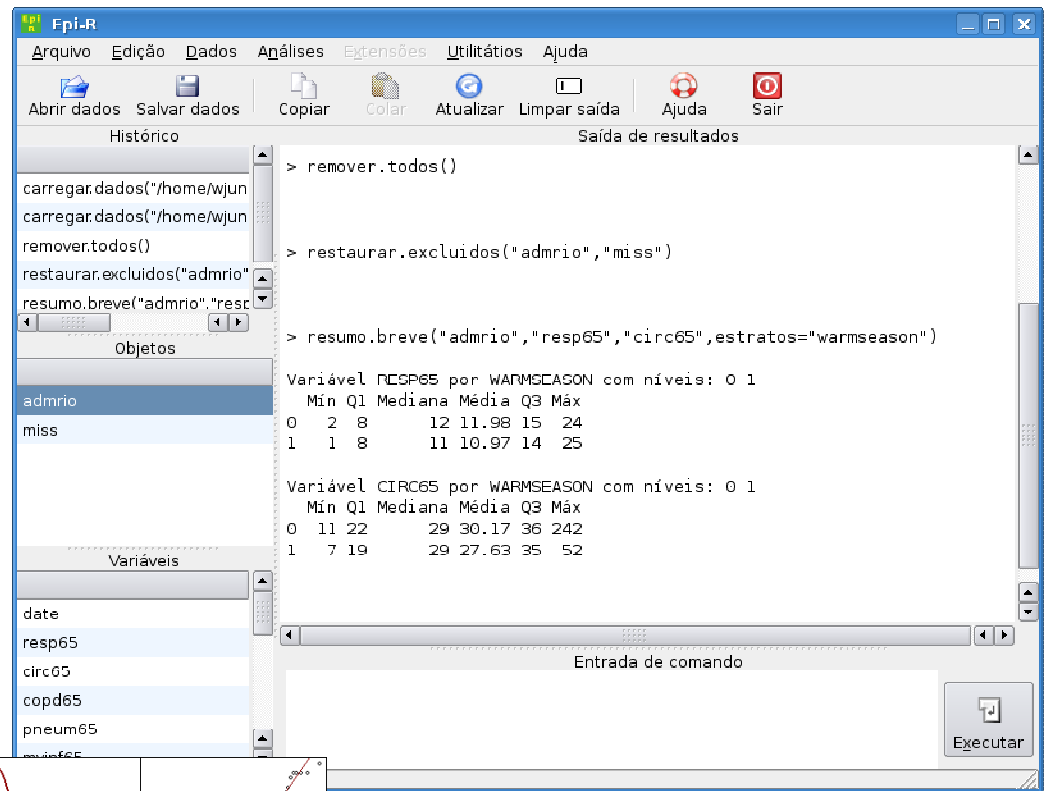 Epi-R
Arquivo Edição Dados Análises Extensões Utilitátios Ajuda
Abrir dados Salvar dados Copiar Colar Atualizar Limpar saída Ajuda Sair
Histórico
carregar.dados("/home/wjun
carregar.dados("/home/wjun
remover.todos()
restaurar.excluidos("admrio"
resumo.breve("admrio"."resp
Objetos
admrio
miss
Variáveis
date
resp65
circ65
copd65
pneum65
Saída de resultados
> remover.todos()
> restaurar.excluidos("admrio","miss")
> resumo.breve("admrio","resp65","circ65",estratos="warmseason")
Variável RESP65 por WARMSEASON com níveis: 0 1
Mín Q1 Mediana Média Q3 Máx
0 2 8 12 11.98 15 24
1 1 8 11 10.97 14 25
Variável CIRC65 por WARMSEASON com níveis: 0 1
Mín Q1 Mediana Média Q3 Máx
0 11 22 29 30.17 36 242
1 7 19 29 27.63 35 52
Entrada de comando
Executar